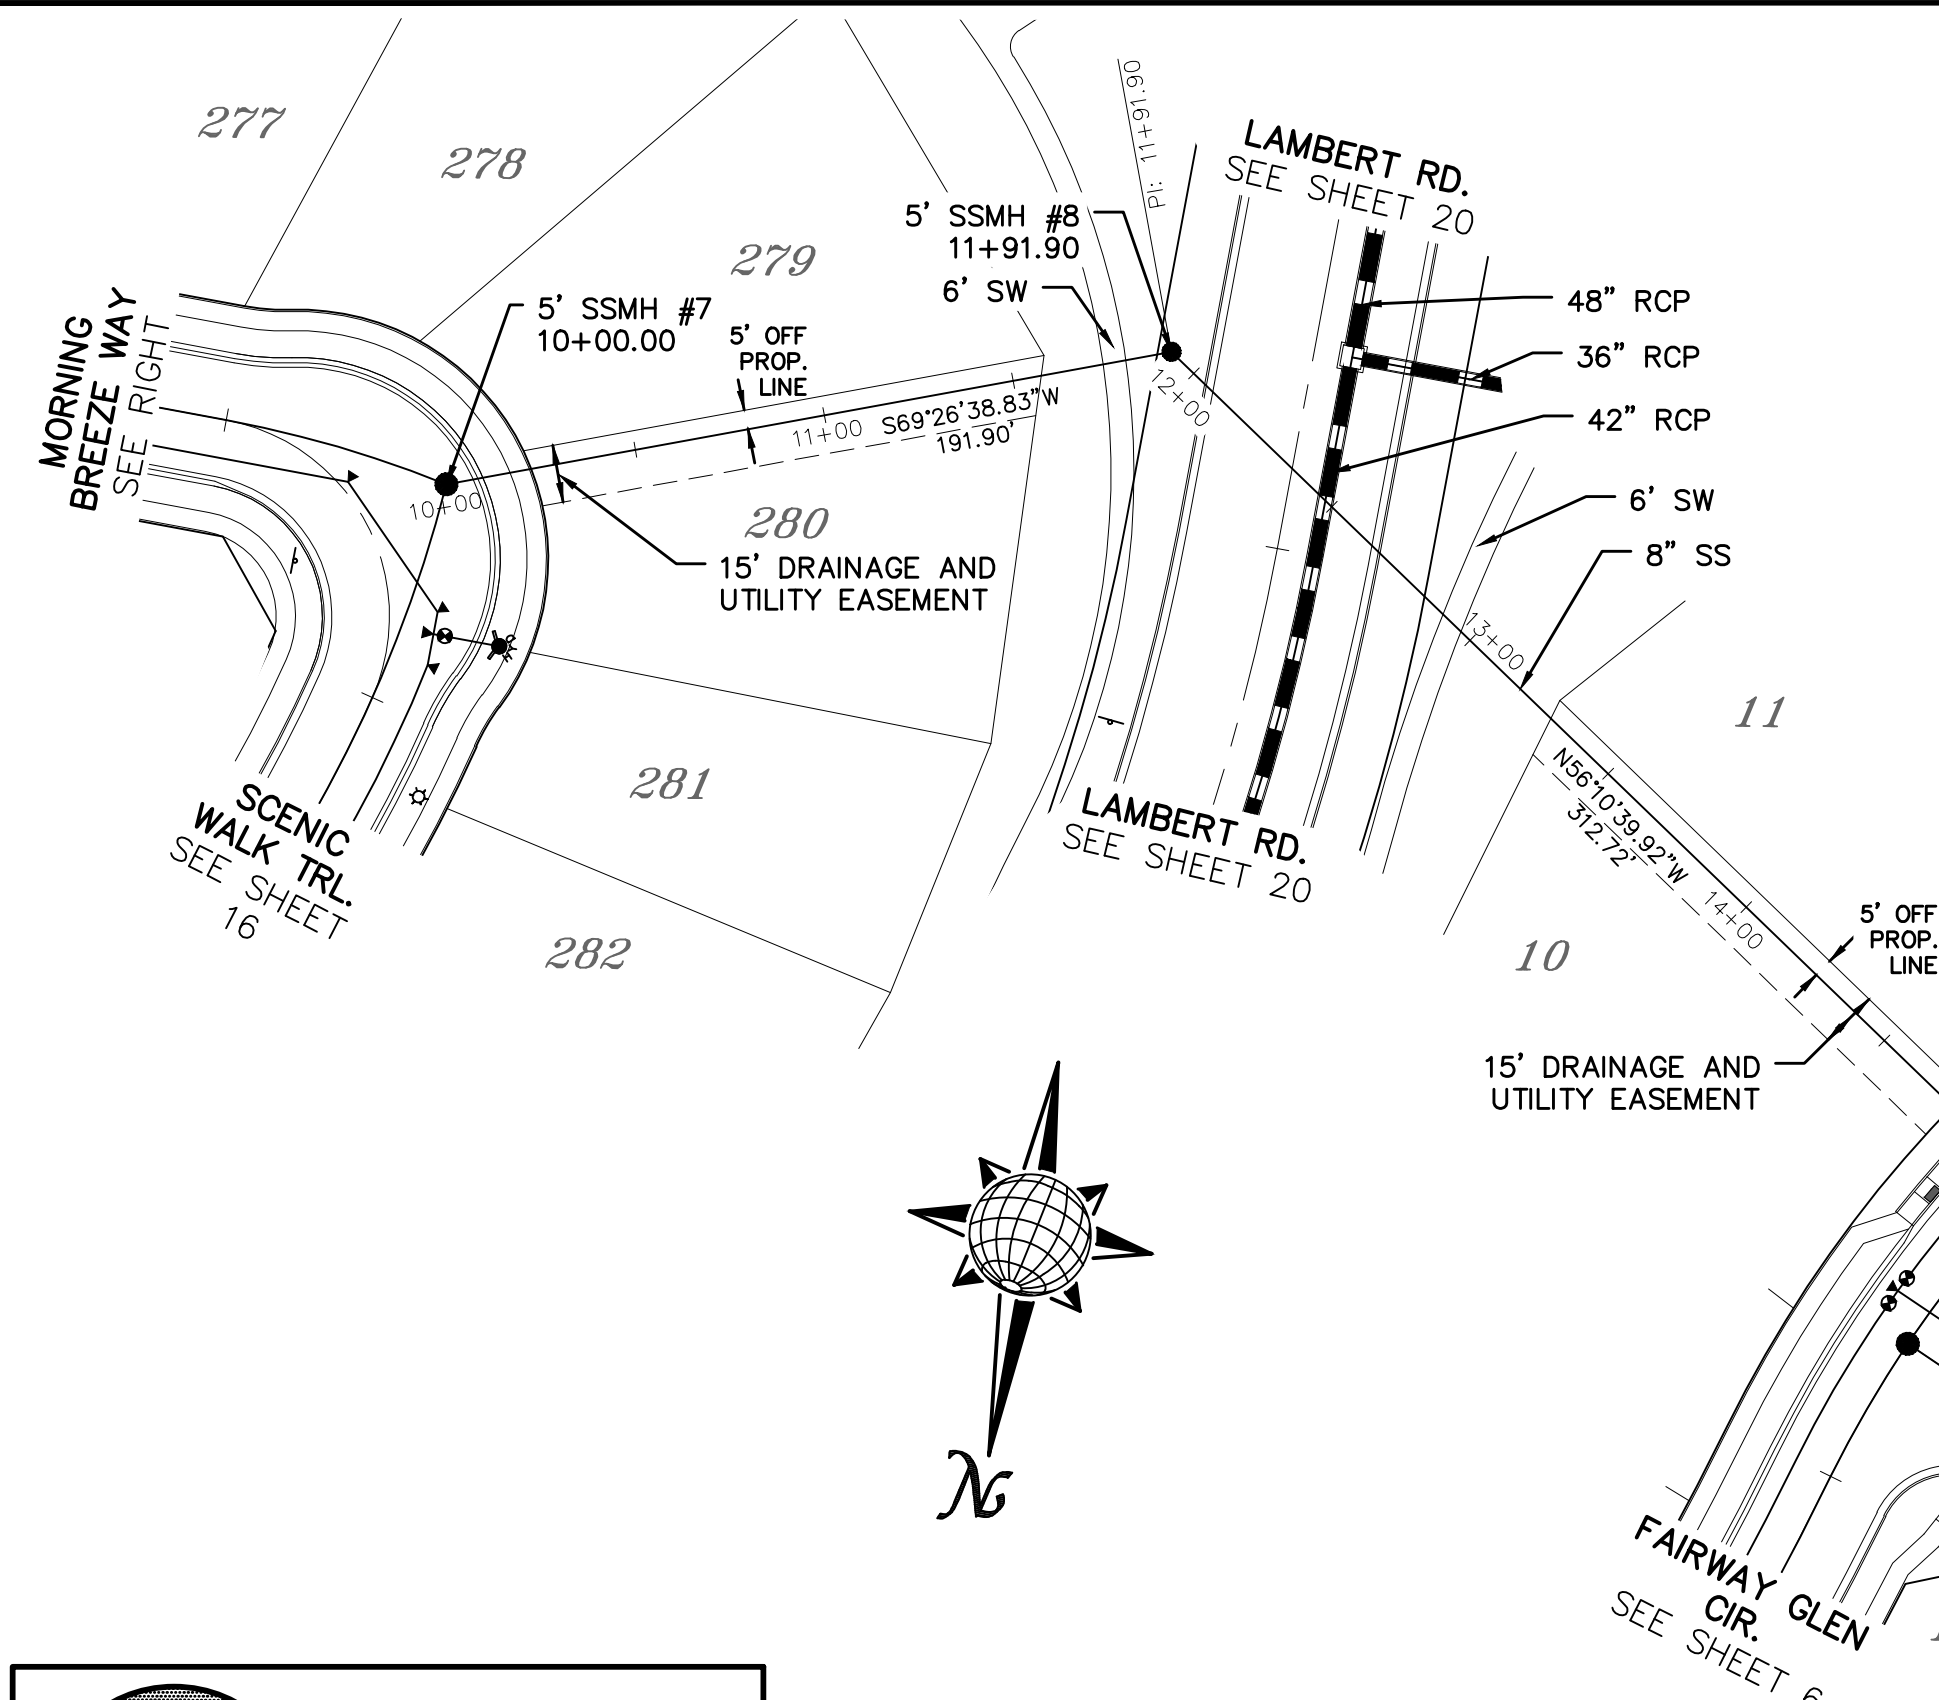 277
278
279
280
281
282
11
10
MORNING
BREEZE WAY
SEE RIGHT
5' SSMH #7
10+00.00
5' OFF
PROP.
LINE
5' SSMH #8
11+91.90
6' SW
PI: 11+91.90
LAMBERT RD.
SEE SHEET 20
48" RCP
36" RCP
42" RCP
6' SW
8" SS
10+00
11+00
S69°26'38.83"W
191.90'
12+00
13+00
15' DRAINAGE AND
UTILITY EASEMENT
SCENIC
WALK TRL.
SEE SHEET
16
LAMBERT RD.
SEE SHEET 20
N56°10'39.92"W
312.72'
14+00
5' OFF
PROP.
LINE
15' DRAINAGE AND
UTILITY EASEMENT
N
FAIRWAY GLEN
CIR.
SEE SHEET 6